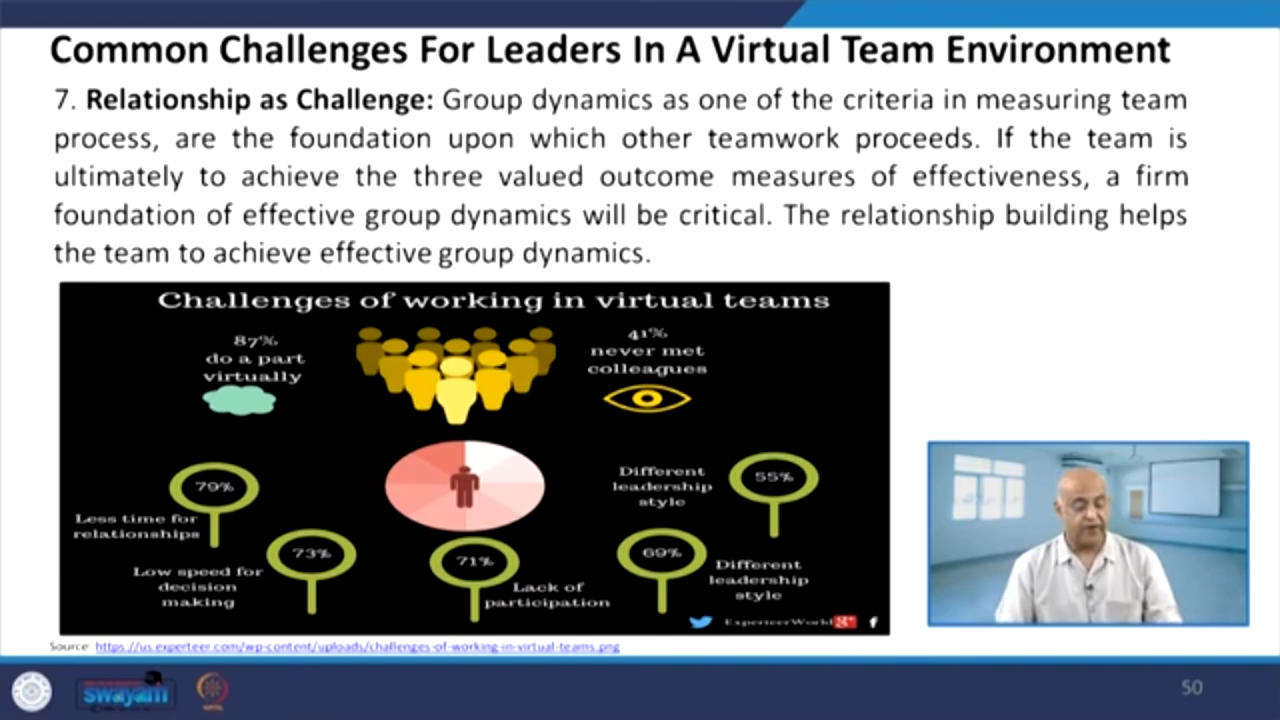 Common Challenges For Leaders In A Virtual Team Environment
7. Relationship as Challenge: Group dynamics as one of the criteria in measuring team
process, are the foundation upon which other teamwork proceeds. If the team is
ultimately to achieve the three valued outcome measures of effectiveness, a firm
foundation of effective group dynamics will be critical. The relationship building helps
the team to achieve effective group dynamics.
Challenges of working in virtual teams
87%
do a part
virtually
41%
never met
colleagues
79%
Less time for
relationships
73%
Low speed for
decision
making
71%
Lack of
participation
69%
Different
leadership
style
Different
leadership
style
55%
ExperteerWorld
g+
f
Source: https://us.experteer.com/wp-content/uploads/challenges-of-working-in-virtual-teams.png
swayam
50